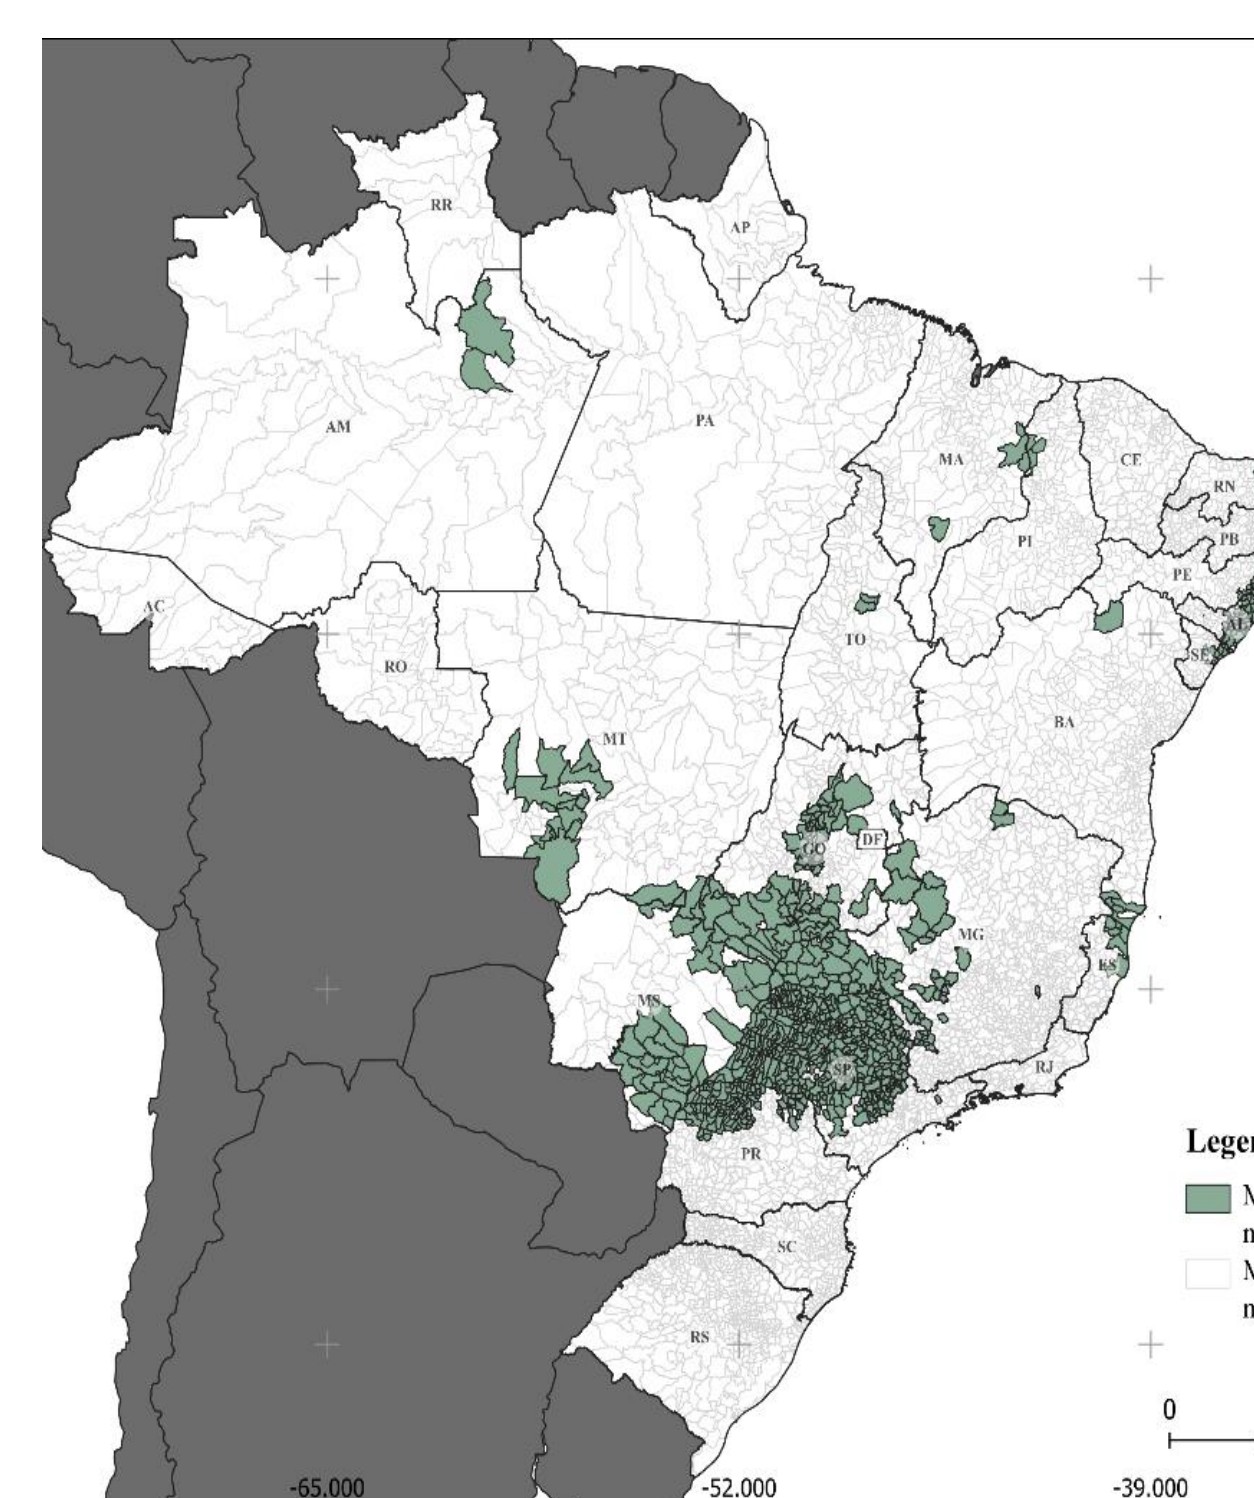 RR
AP
AM
PA
MA
CE
RN
PB
PI
PE
AC
AL
TO
SE
RO
BA
MT
DF
GO
MG
ES
MS
SP
RJ
PR
SC
RS
Legen
M
n
M
n
0
-65.000
-52.000
-39.000